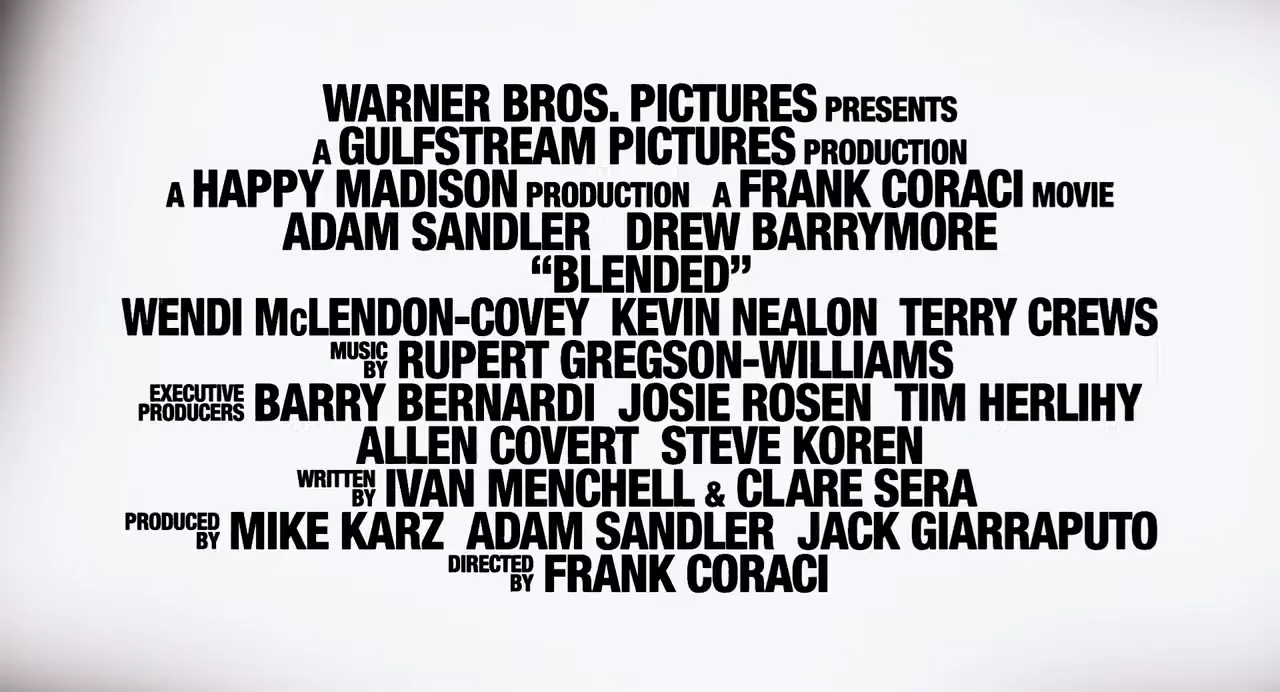 WARNER BROS. PICTURES PRESENTS
A GULFSTREAM PICTURES PRODUCTION
A HAPPY MADISON PRODUCTION A FRANK CORACI MOVIE
ADAM SANDLER DREW BARRYMORE
“BLENDED”
WENDI McLENDON-COVEY KEVIN NEALON TERRY CREWS
MUSIC BY RUPERT GREGSON-WILLIAMS
EXECUTIVE PRODUCERS BARRY BERNARDI JOSIE ROSEN TIM HERLIHY
ALLEN COVERT STEVE KOREN
WRITTEN BY IVAN MENCHELL & CLARE SERA
PRODUCED BY MIKE KARZ ADAM SANDLER JACK GIARRAPUTO
DIRECTED BY FRANK CORACI